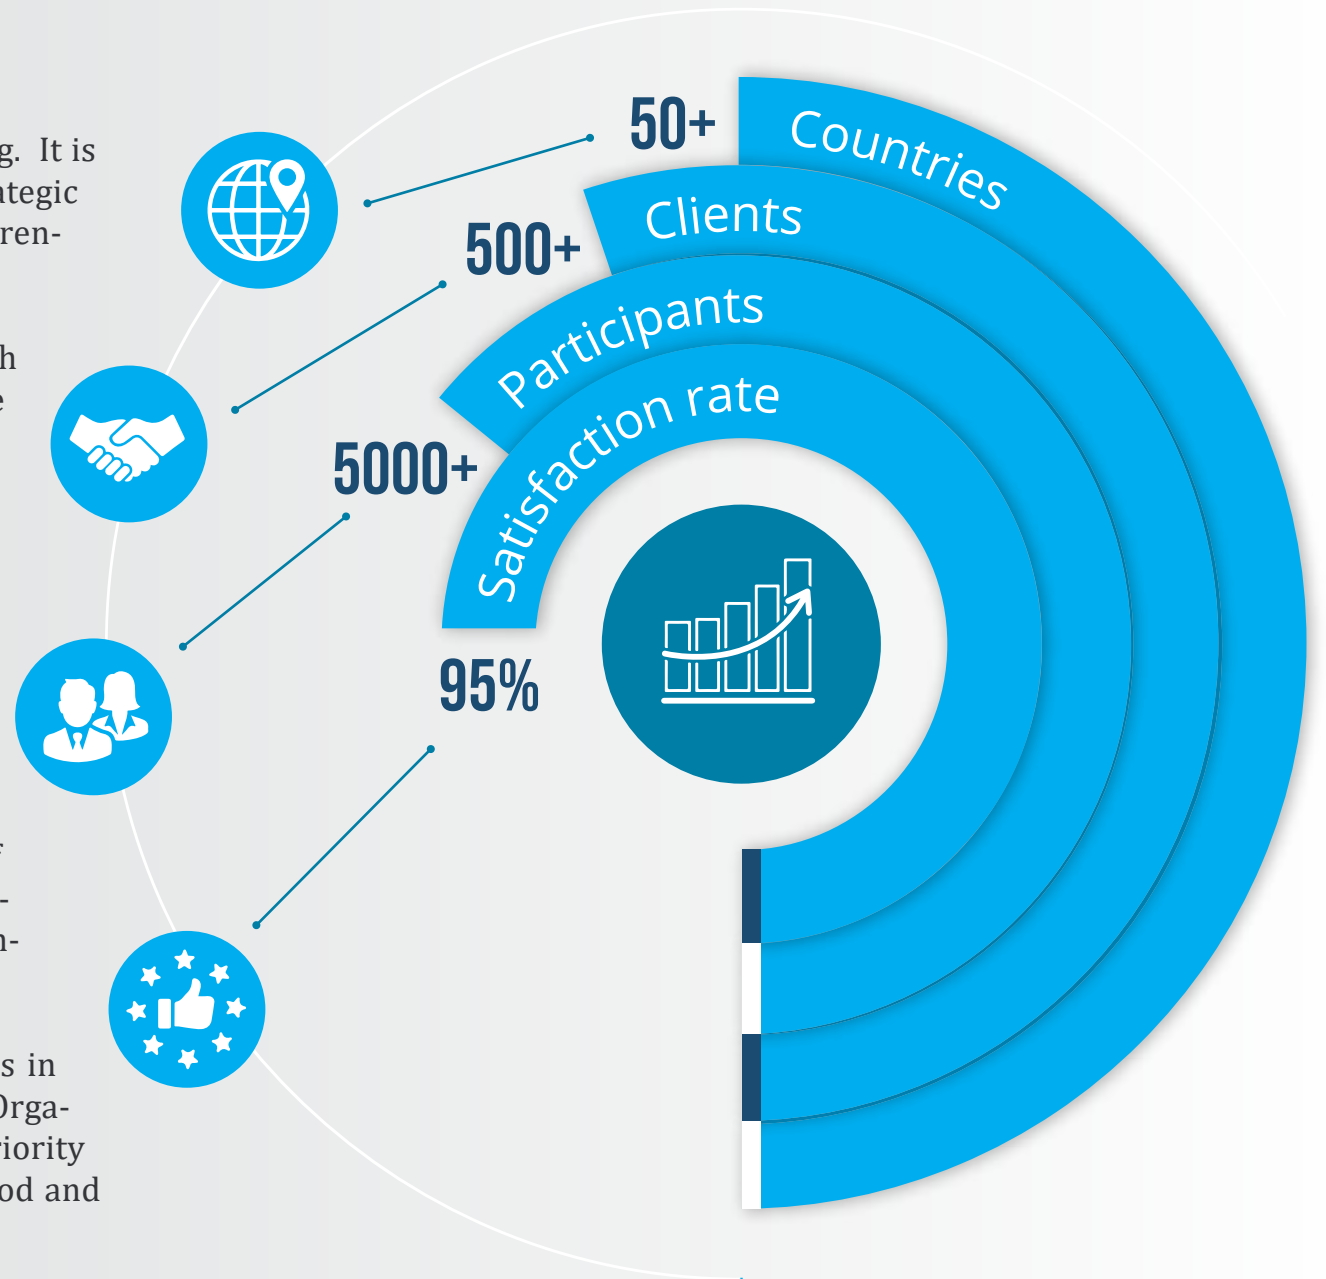 g. It is
ategic
ren-
h
e
-
n-
s in
Orga-
riority
od and
50+
Countries
500+
Clients
5000+
Participants
95%
Satisfaction rate